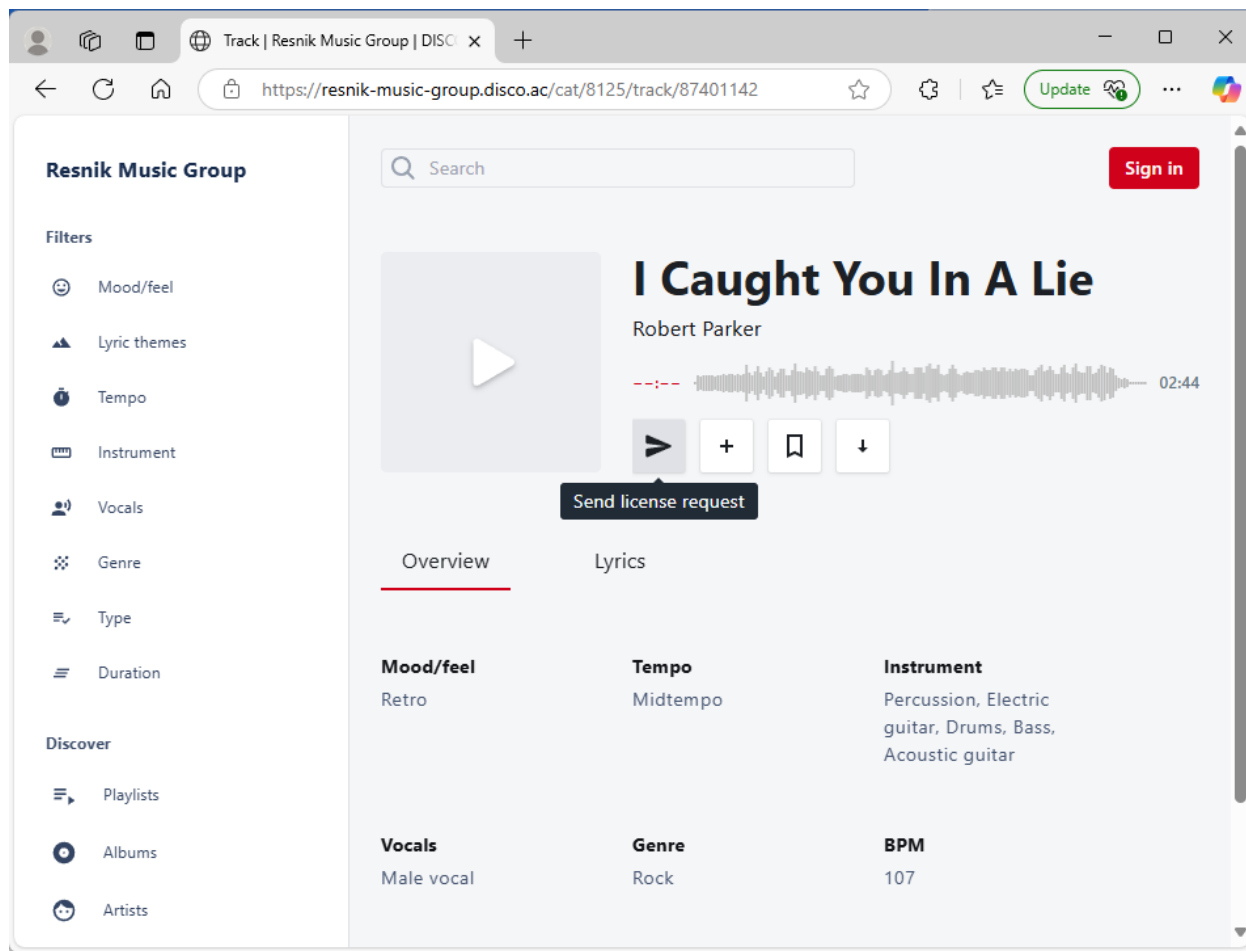 Track | Resnik Music Group | DISC
https://resnik-music-group.disco.ac/cat/8125/track/87401142
Update
Resnik Music Group
Search
Sign in
Filters
Mood/feel
Lyric themes
Tempo
Instrument
Vocals
Genre
Type
Duration
Discover
Playlists
Albums
Artists
I Caught You In A Lie
Robert Parker
--:--
02:44
Send license request
Overview
Lyrics
Mood/feel
Retro
Tempo
Midtempo
Instrument
Percussion, Electric
guitar, Drums, Bass,
Acoustic guitar
Vocals
Male vocal
Genre
Rock
BPM
107